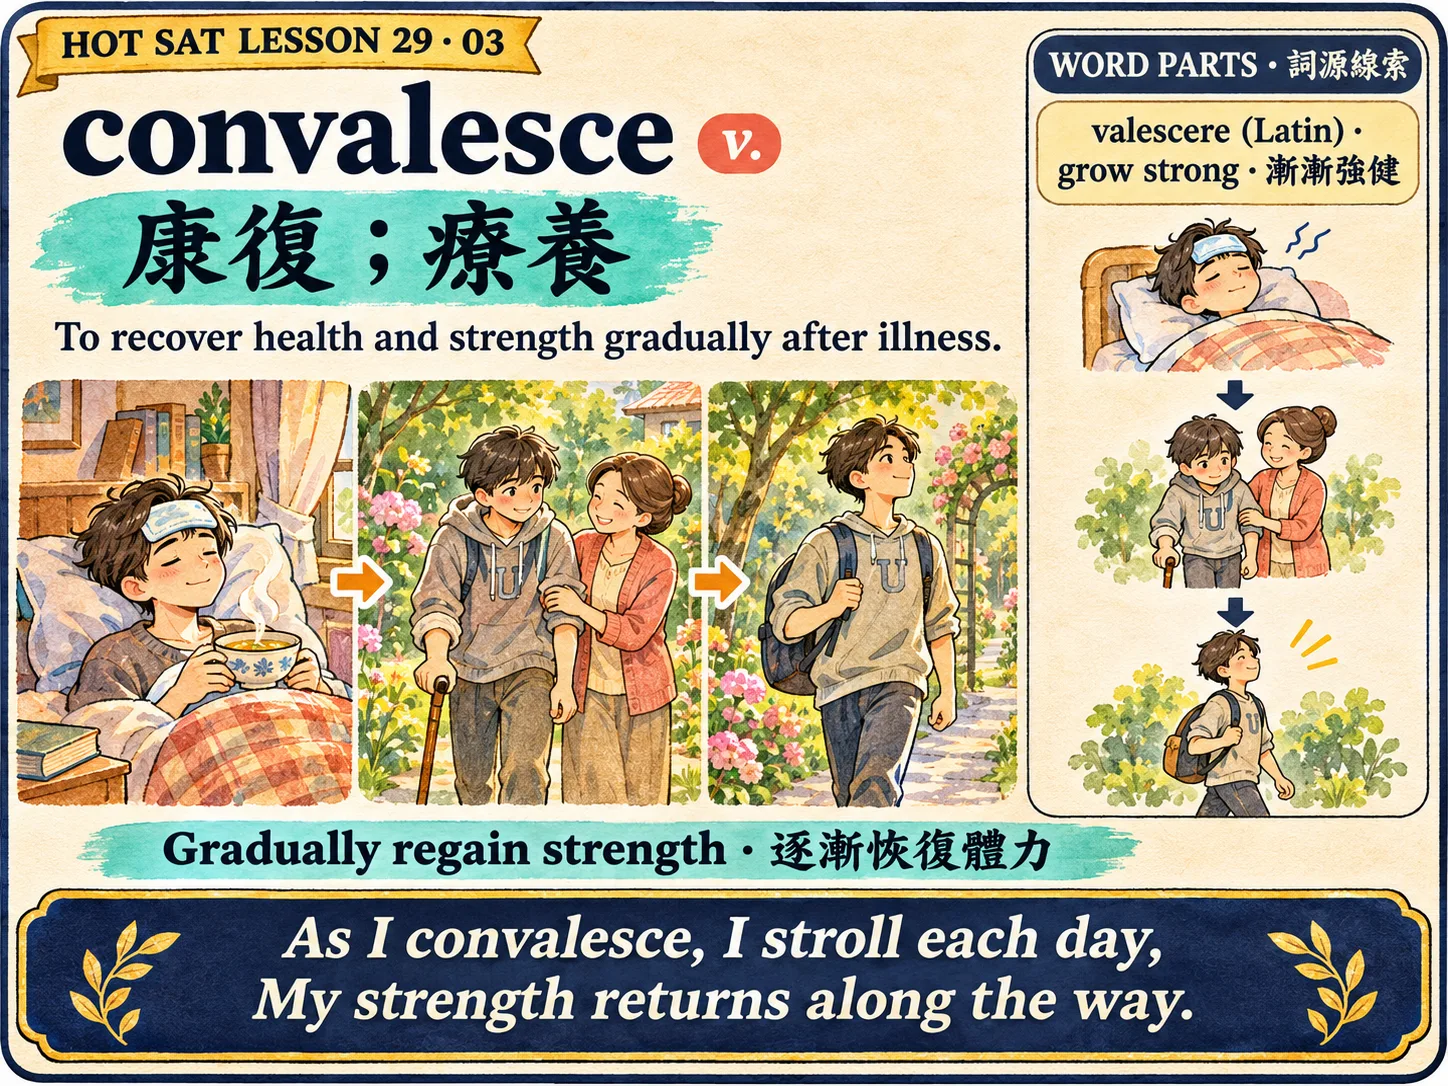 HOT SAT LESSON 29 · 03
convalesce v.
康復；療養
To recover health and strength gradually after illness.
WORD PARTS · 詞源線索
valescere (Latin) ·
grow strong · 漸漸強健
U
U
U
U
Gradually regain strength · 逐漸恢復體力
As I convalesce, I stroll each day,
My strength returns along the way.